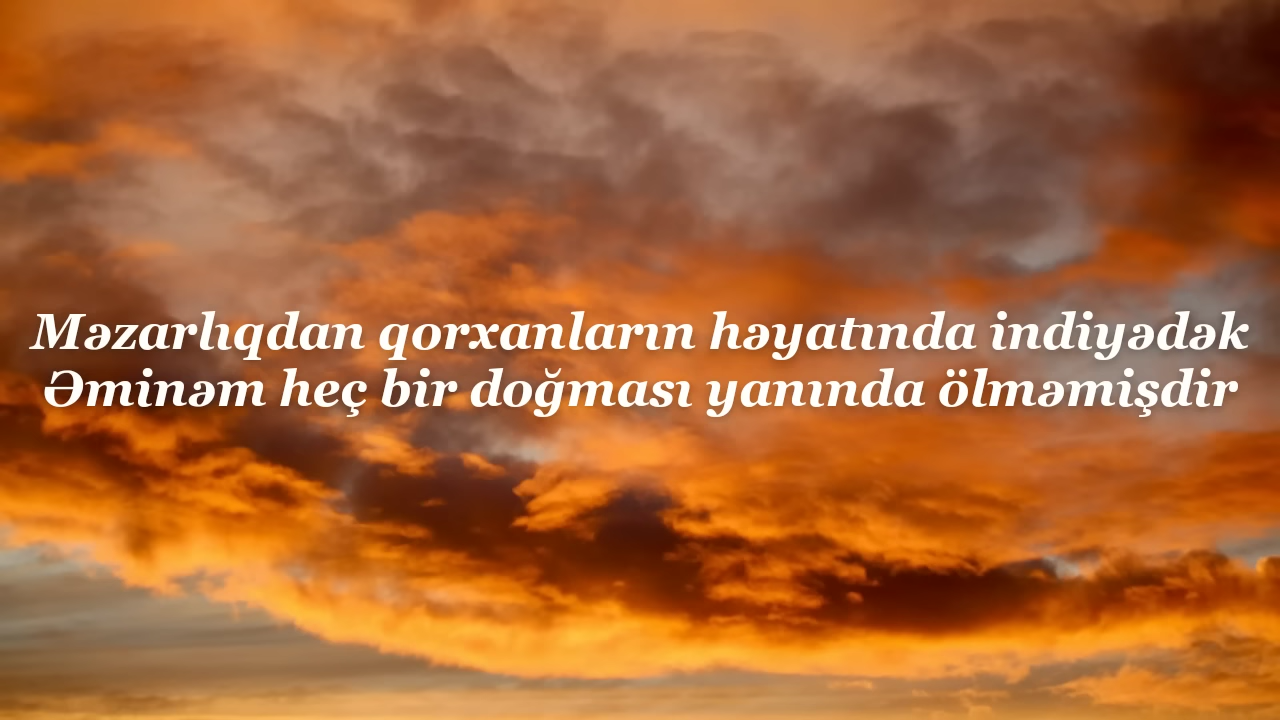 Məzarlıqdan qorxanların həyatında indiyədək
Əminəm heç bir doğması yanında ölməmişdir